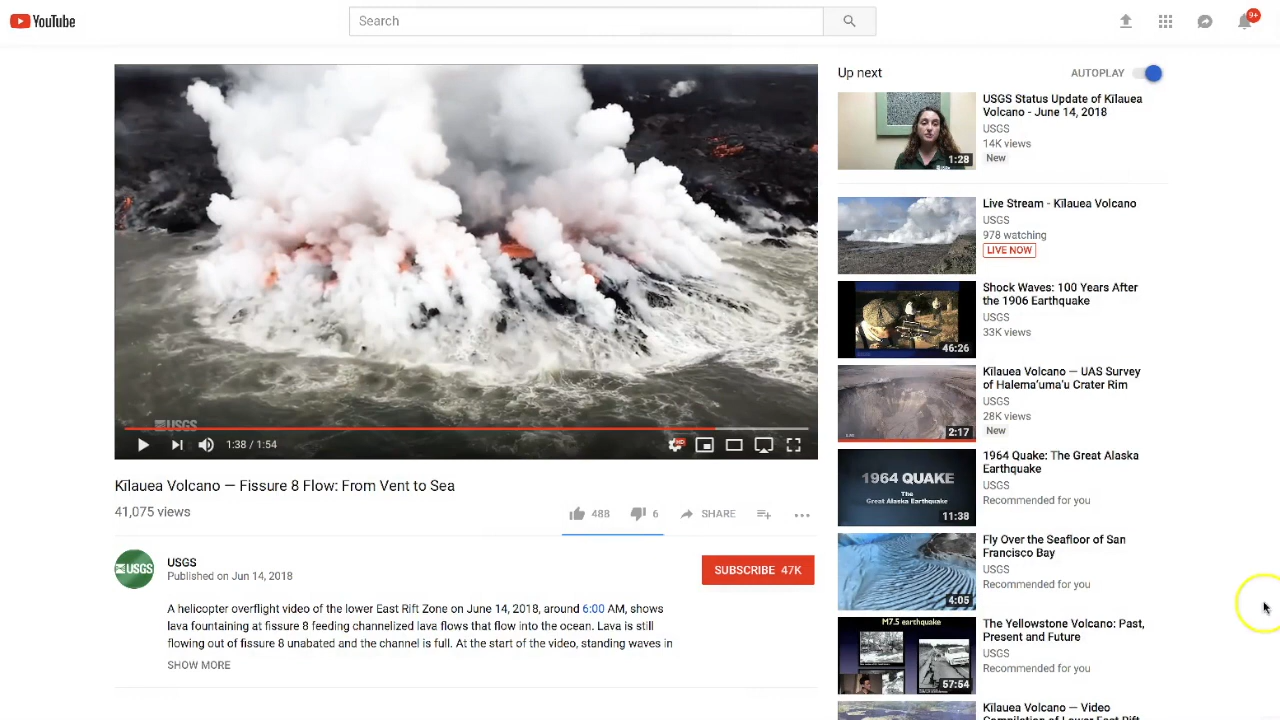 YouTube
Search
9+
USGS
1:38 / 1:54
HD
Kīlauea Volcano — Fissure 8 Flow: From Vent to Sea
41,075 views
488
6
SHARE
USGS
USGS
Published on Jun 14, 2018
SUBSCRIBE 47K
A helicopter overflight video of the lower East Rift Zone on June 14, 2018, around 6:00 AM, shows
lava fountaining at fissure 8 feeding channelized lava flows that flow into the ocean. Lava is still
flowing out of fissure 8 unabated and the channel is full. At the start of the video, standing waves in
SHOW MORE
Up next
AUTOPLAY
1:28
USGS Status Update of Kīlauea
Volcano - June 14, 2018
USGS
14K views
New
Live Stream - Kīlauea Volcano
USGS
978 watching
LIVE NOW
46:26
Shock Waves: 100 Years After
the 1906 Earthquake
USGS
33K views
2:17
Kīlauea Volcano — UAS Survey
of Halema'uma'u Crater Rim
USGS
28K views
New
1964 QUAKE
The
Great Alaska Earthquake
11:38
1964 Quake: The Great Alaska
Earthquake
USGS
Recommended for you
4:05
Fly Over the Seafloor of San
Francisco Bay
USGS
Recommended for you
M7.5 earthquake
57:54
The Yellowstone Volcano: Past,
Present and Future
USGS
Recommended for you
Kīlauea Volcano — Video
Compilation of Lower East Rift